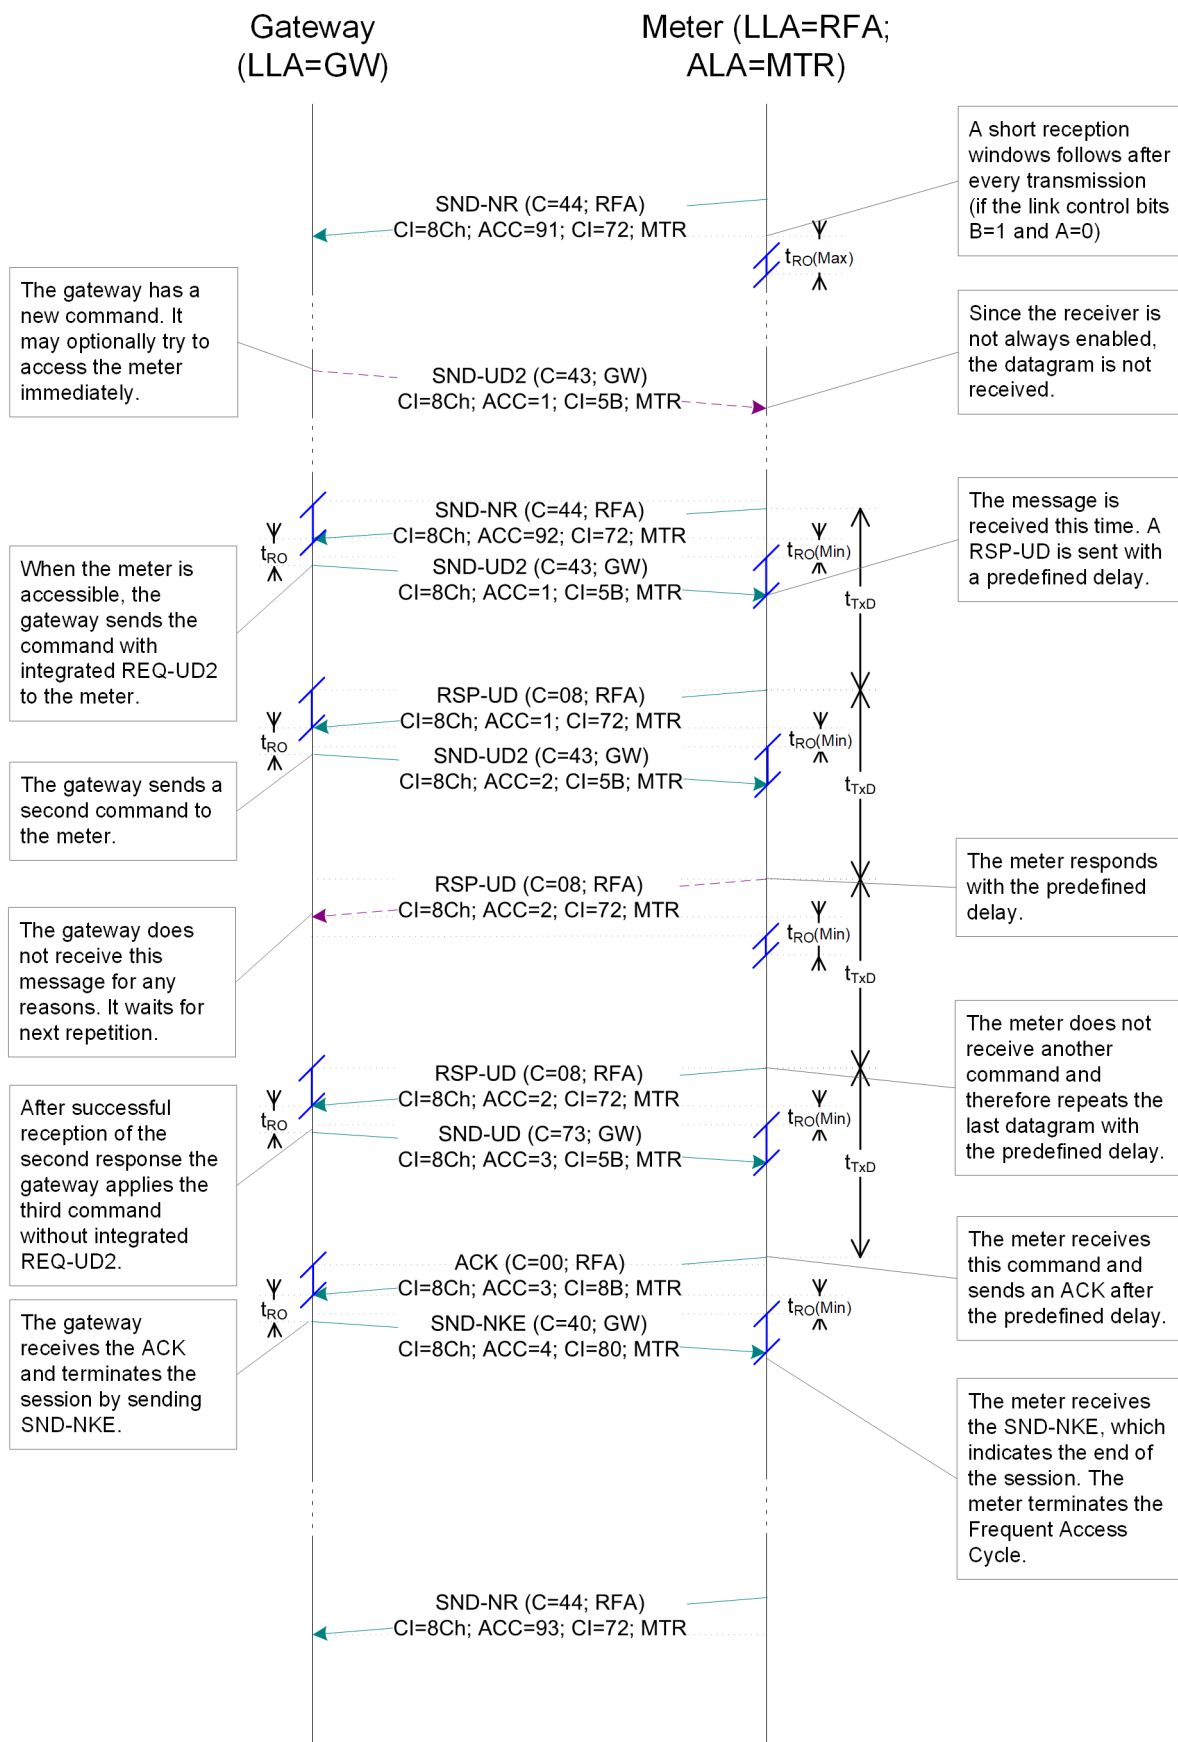 Gateway
(LLA=GW)
Meter (LLA=RFA;
ALA=MTR)
A short reception
windows follows after
every transmission
(if the link control bits
B=1 and A=0)
SND-NR (C=44; RFA)
CI=8Ch; ACC=91; CI=72; MTR
tRO(Max)
The gateway has a
new command. It
may optionally try to
access the meter
immediately.
Since the receiver is
not always enabled,
the datagram is not
received.
SND-UD2 (C=43; GW)
CI=8Ch; ACC=1; CI=5B; MTR
The message is
received this time. A
RSP-UD is sent with
a predefined delay.
SND-NR (C=44; RFA)
CI=8Ch; ACC=92; CI=72; MTR
tRO
tRO(Min)
SND-UD2 (C=43; GW)
CI=8Ch; ACC=1; CI=5B; MTR
tTxD
When the meter is
accessible, the
gateway sends the
command with
integrated REQ-UD2
to the meter.
RSP-UD (C=08; RFA)
CI=8Ch; ACC=1; CI=72; MTR
tRO
tRO(Min)
SND-UD2 (C=43; GW)
CI=8Ch; ACC=2; CI=5B; MTR
tTxD
The gateway sends a
second command to
the meter.
The meter responds
with the predefined
delay.
RSP-UD (C=08; RFA)
CI=8Ch; ACC=2; CI=72; MTR
tRO(Min)
tTxD
The gateway does
not receive this
message for any
reasons. It waits for
next repetition.
The meter does not
receive another
command and
therefore repeats the
last datagram with
the predefined delay.
RSP-UD (C=08; RFA)
CI=8Ch; ACC=2; CI=72; MTR
tRO
tRO(Min)
SND-UD (C=73; GW)
CI=8Ch; ACC=3; CI=5B; MTR
tTxD
After successful
reception of the
second response the
gateway applies the
third command
without integrated
REQ-UD2.
The meter receives
this command and
sends an ACK after
the predefined delay.
ACK (C=00; RFA)
CI=8Ch; ACC=3; CI=8B; MTR
tRO
tRO(Min)
SND-NKE (C=40; GW)
CI=8Ch; ACC=4; CI=80; MTR
The gateway
receives the ACK
and terminates the
session by sending
SND-NKE.
The meter receives
the SND-NKE, which
indicates the end of
the session. The
meter terminates the
Frequent Access
Cycle.
SND-NR (C=44; RFA)
CI=8Ch; ACC=93; CI=72; MTR